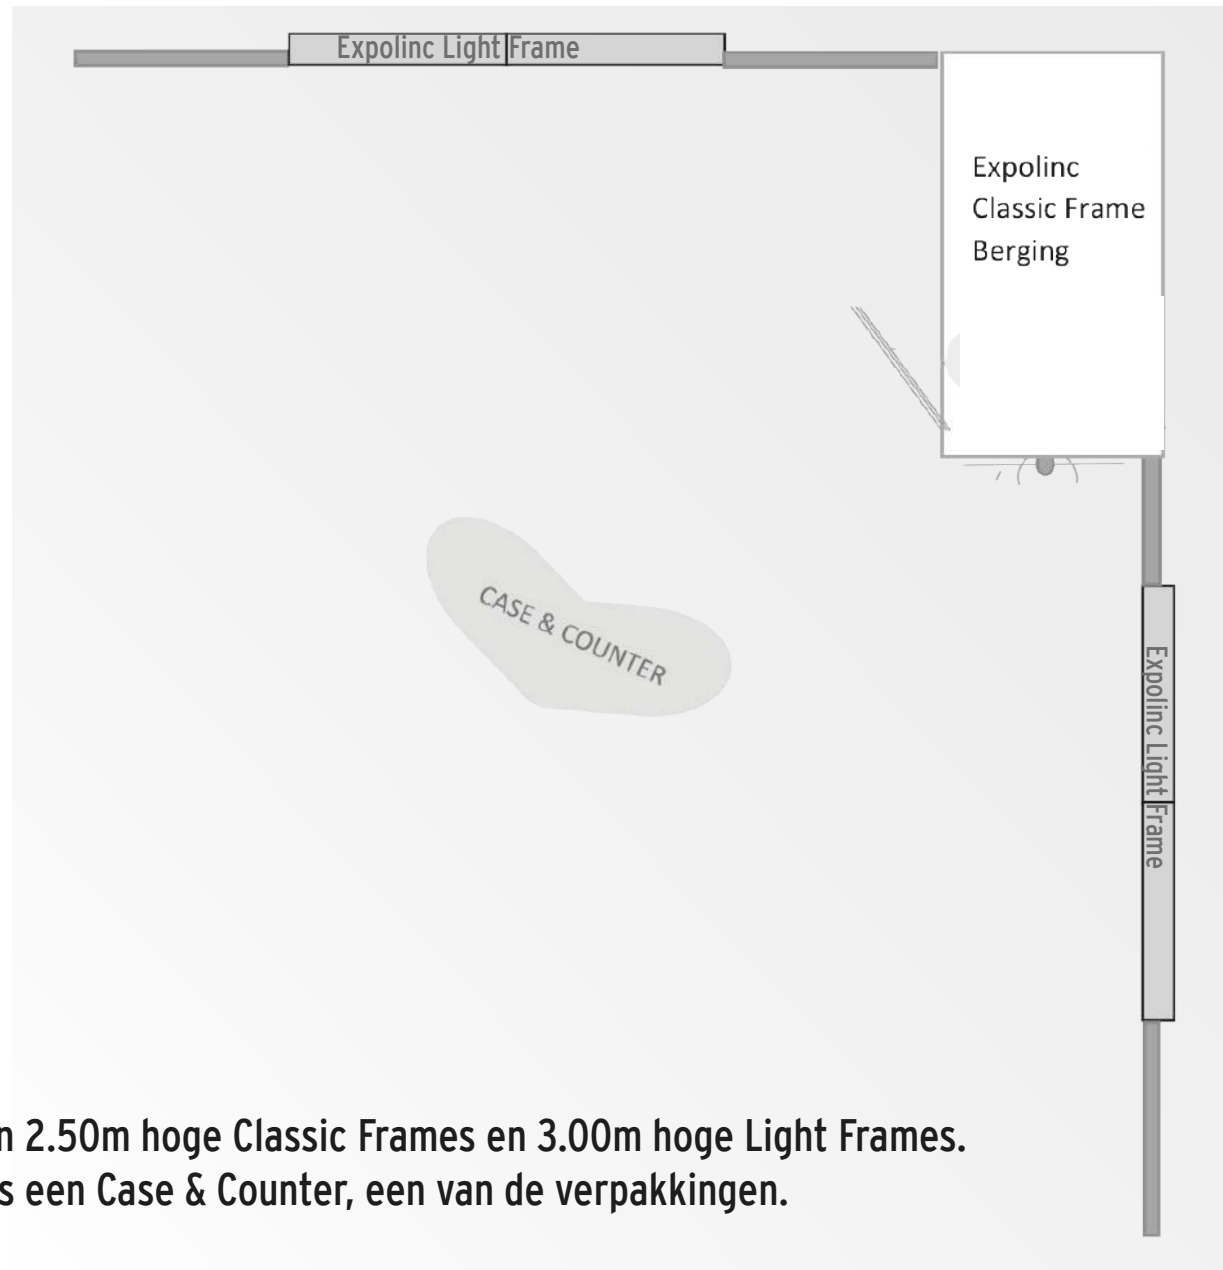 Expolinc Light Frame
Expolinc
Classic Frame
Berging
CASE & COUNTER
Expolinc Light Frame
2.50m hoge Classic Frames en 3.00m hoge Light Frames.
een Case & Counter, een van de verpakkingen.